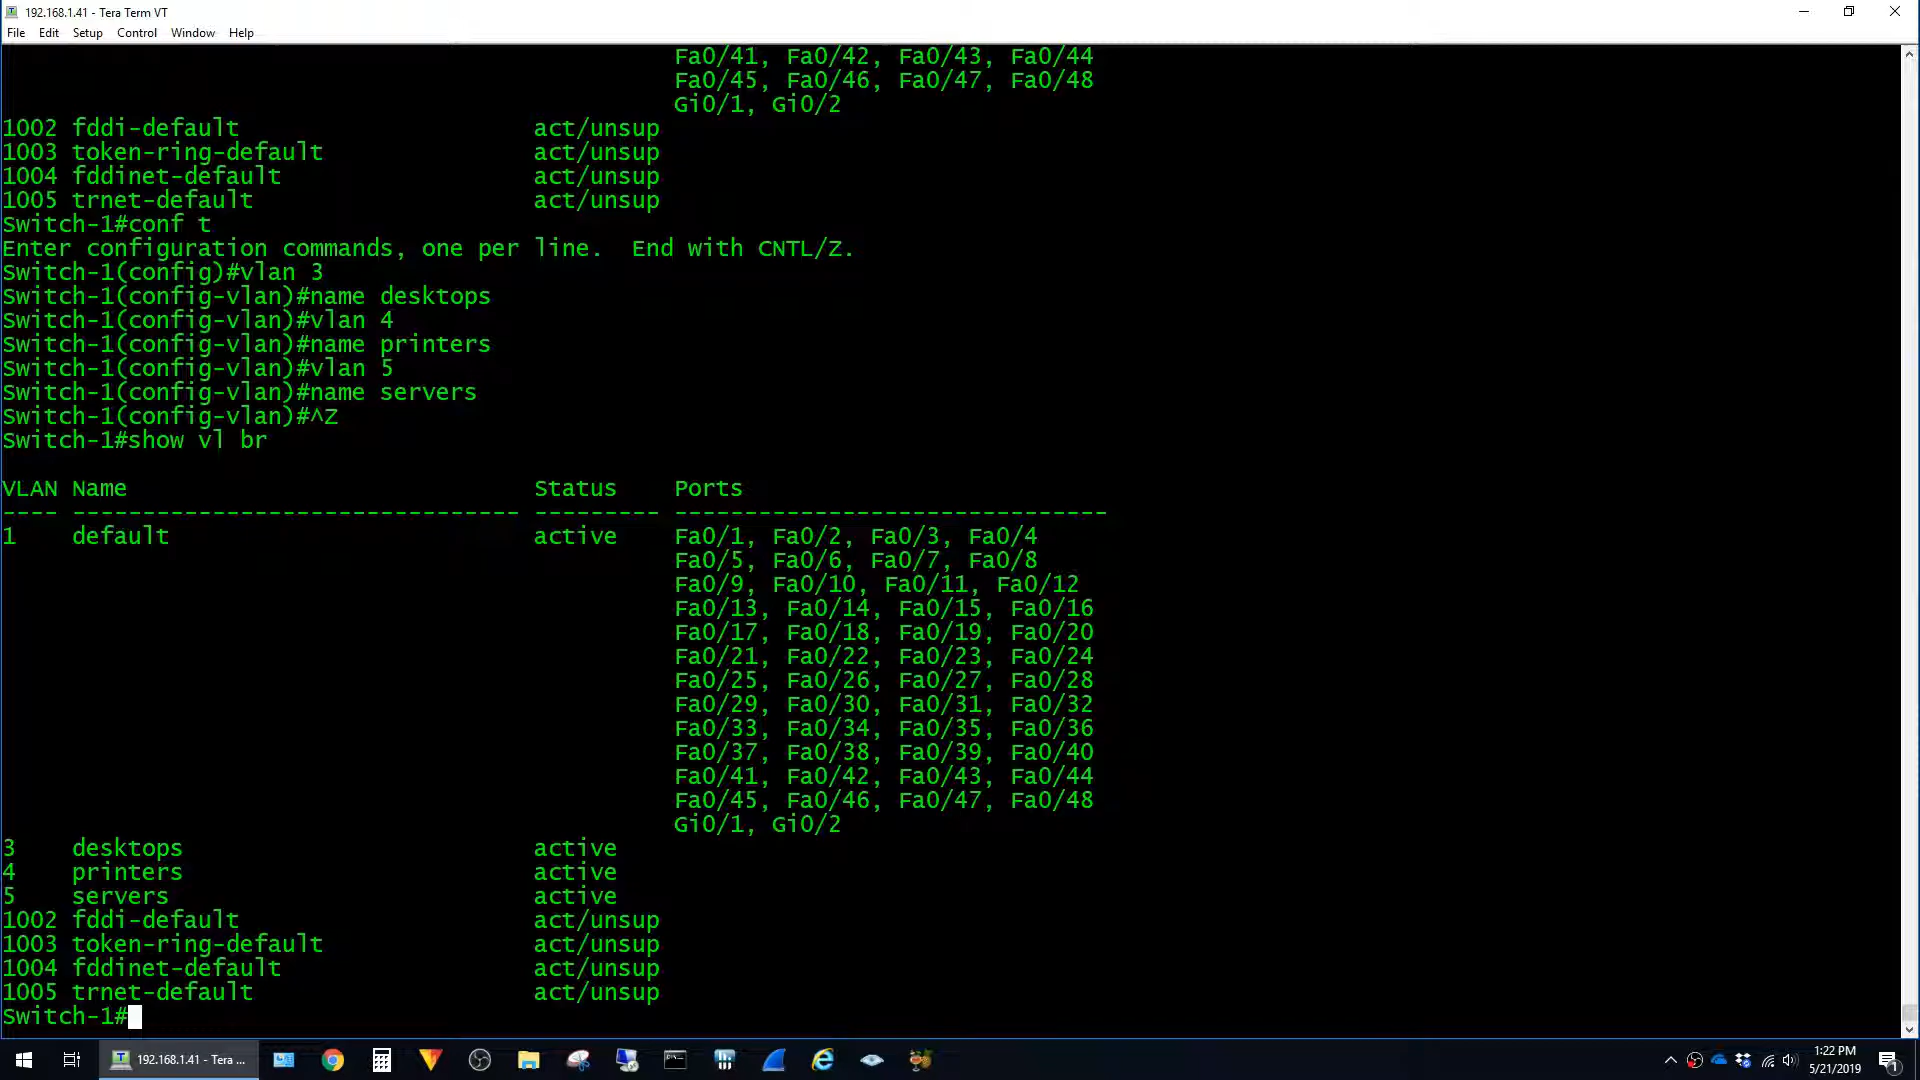 192.168.1.41 - Tera Term VT
File Edit Setup Control Window Help
Fa0/41, Fa0/42, Fa0/43, Fa0/44
Fa0/45, Fa0/46, Fa0/47, Fa0/48
Gi0/1, Gi0/2
1002 fddi-default act/unsup
1003 token-ring-default act/unsup
1004 fddinet-default act/unsup
1005 trnet-default act/unsup
Switch-1#conf t
Enter configuration commands, one per line.  End with CNTL/Z.
Switch-1(config)#vlan 3
Switch-1(config-vlan)#name desktops
Switch-1(config-vlan)#vlan 4
Switch-1(config-vlan)#name printers
Switch-1(config-vlan)#vlan 5
Switch-1(config-vlan)#name servers
Switch-1(config-vlan)#^Z
Switch-1#show vl br
VLAN Name Status Ports
---- -------------------------------- --------- -------------------------------
1 default active Fa0/1, Fa0/2, Fa0/3, Fa0/4
Fa0/5, Fa0/6, Fa0/7, Fa0/8
Fa0/9, Fa0/10, Fa0/11, Fa0/12
Fa0/13, Fa0/14, Fa0/15, Fa0/16
Fa0/17, Fa0/18, Fa0/19, Fa0/20
Fa0/21, Fa0/22, Fa0/23, Fa0/24
Fa0/25, Fa0/26, Fa0/27, Fa0/28
Fa0/29, Fa0/30, Fa0/31, Fa0/32
Fa0/33, Fa0/34, Fa0/35, Fa0/36
Fa0/37, Fa0/38, Fa0/39, Fa0/40
Fa0/41, Fa0/42, Fa0/43, Fa0/44
Fa0/45, Fa0/46, Fa0/47, Fa0/48
Gi0/1, Gi0/2
3 desktops active
4 printers active
5 servers active
1002 fddi-default act/unsup
1003 token-ring-default act/unsup
1004 fddinet-default act/unsup
1005 trnet-default act/unsup
Switch-1#
192.168.1.41 - Tera ...
1:22 PM
5/21/2019
1